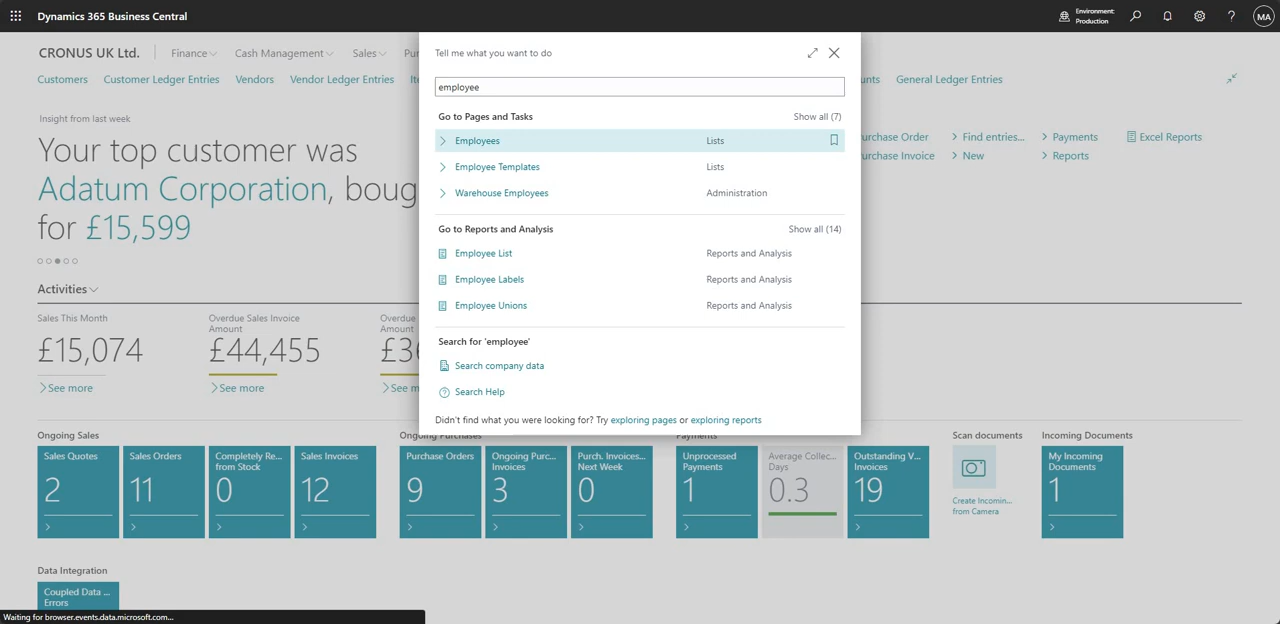 Dynamics 365 Business Central
Environment:
Production
MA
CRONUS UK Ltd.
Finance
Cash Management
Sales
Customers
Customer Ledger Entries
Vendors
Vendor Ledger Entries
General Ledger Entries
Tell me what you want to do
employee
Go to Pages and Tasks
Show all (7)
Employees
Lists
Employee Templates
Lists
Warehouse Employees
Administration
Go to Reports and Analysis
Show all (14)
Employee List
Reports and Analysis
Employee Labels
Reports and Analysis
Employee Unions
Reports and Analysis
Search for 'employee'
Search company data
Search Help
Didn't find what you were looking for? Try exploring pages or exploring reports
Insight from last week
Your top customer was
Adatum Corporation, boug
for £15,599
urchase Order
Find entries...
Payments
Excel Reports
urchase Invoice
New
Reports
Activities
Sales This Month
£15,074
See more
Overdue Sales Invoice
Amount
£44,455
See more
Overdue
Amount
See m
Ongoing Sales
Sales Quotes
2
Sales Orders
11
Completely Re...
from Stock
0
Sales Invoices
12
Ongoing Purchases
Purchase Orders
9
Ongoing Purc...
Invoices
3
Purch. Invoices...
Next Week
0
Payments
Unprocessed
Payments
1
Average Collec...
Days
0.3
Outstanding V...
Invoices
19
Scan documents
Create Incomin...
from Camera
Incoming Documents
My Incoming
Documents
1
Data Integration
Coupled Data ...
Errors
Waiting for browser.events.data.microsoft.com...